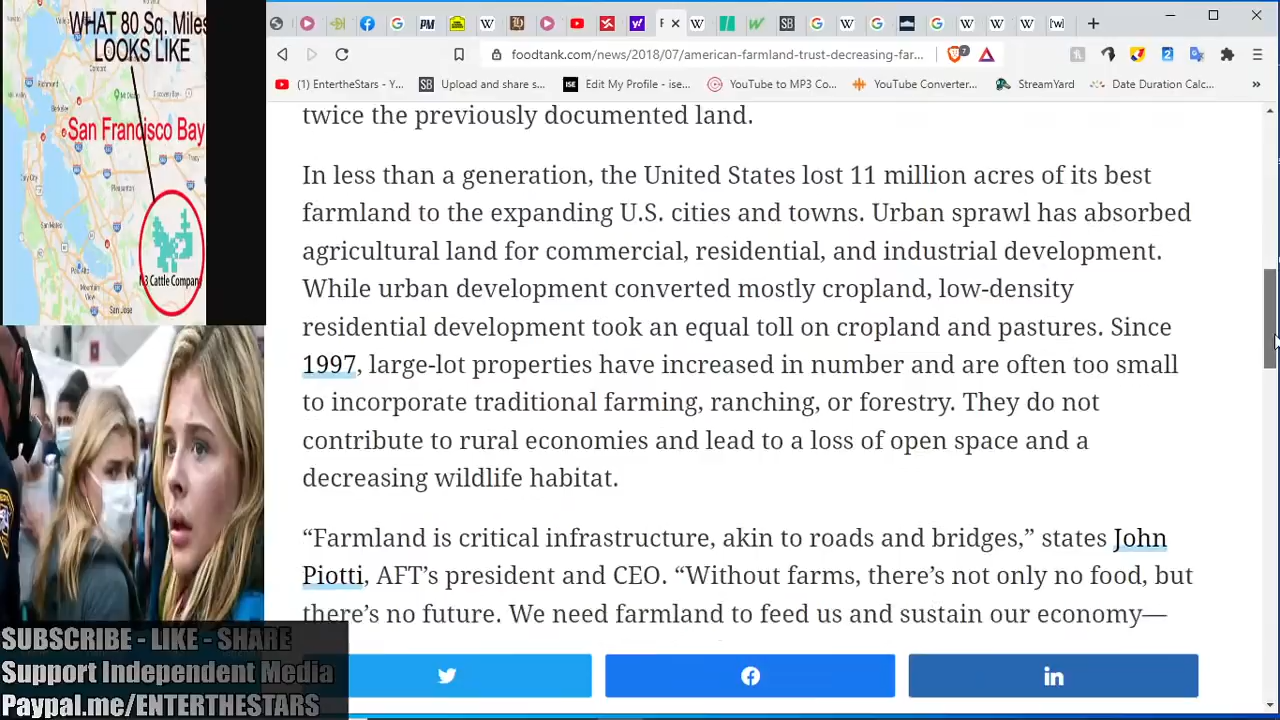 WHAT 80 Sq. Miles
LOOKS LIKE
San Francisco Bay
N3 Cattle Company
foodtank.com/news/2018/07/american-farmland-trust-decreasing-far...
(1) EntertheStars - Y...
Upload and share s...
Edit My Profile - ise...
YouTube to MP3 Co...
YouTube Converter...
StreamYard
Date Duration Calc...
twice the previously documented land.
In less than a generation, the United States lost 11 million acres of its best
farmland to the expanding U.S. cities and towns. Urban sprawl has absorbed
agricultural land for commercial, residential, and industrial development.
While urban development converted mostly cropland, low-density
residential development took an equal toll on cropland and pastures. Since
1997, large-lot properties have increased in number and are often too small
to incorporate traditional farming, ranching, or forestry. They do not
contribute to rural economies and lead to a loss of open space and a
decreasing wildlife habitat.
“Farmland is critical infrastructure, akin to roads and bridges,” states John
Piotti, AFT’s president and CEO. “Without farms, there’s not only no food, but
there’s no future. We need farmland to feed us and sustain our economy—
SUBSCRIBE - LIKE - SHARE
Support Independent Media
Paypal.me/ENTERTHESTARS